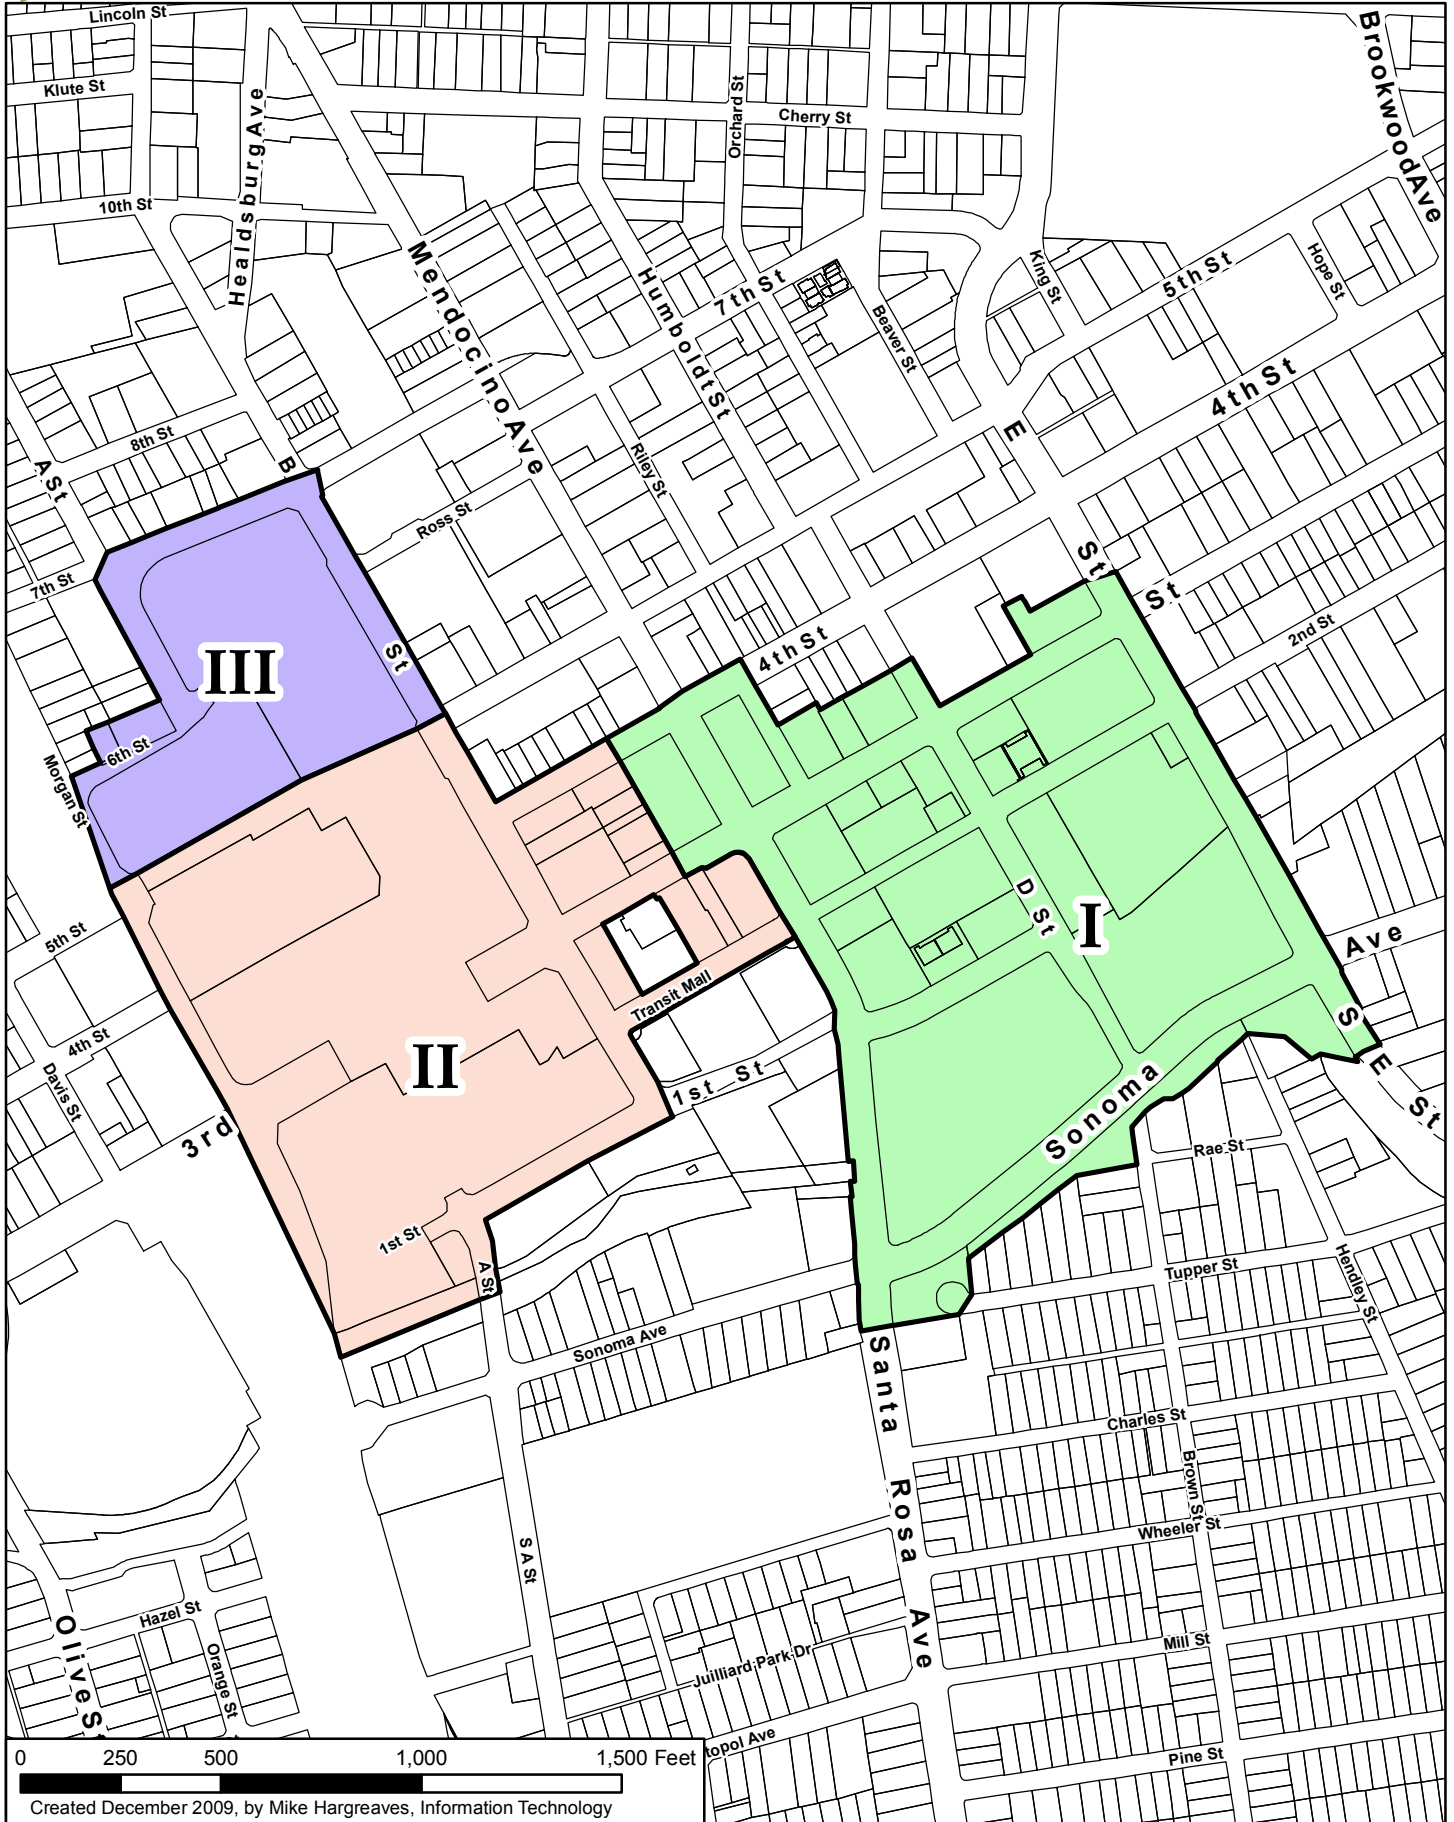 Lincoln St
Klute St
Healdsburg Ave
Orchard St
Cherry St
Brookwood Ave
10th St
Mendocino Ave
Humboldt St
7th St
Beaver St
King St
5th St
Hope St
4th St
E
St
8th St
A St
B
St
Riley St
Ross St
7th St
III
6th St
Morgan St
4th St
St
2nd St
D St
I
Ave
S
E
St
5th St
4th St
Davis St
3rd
II
Transit Mall
1st St
Sonoma
Rae St
1st St
A St
Tupper St
Hendley St
Sonoma Ave
Santa Rosa Ave
Charles St
Brown St
Wheeler St
S A St
Hazel St
Orange St
Olive St
Juilliard Park Dr
Mill St
topol Ave
Pine St
0 250 500 1,000 1,500 Feet
Created December 2009, by Mike Hargreaves, Information Technology